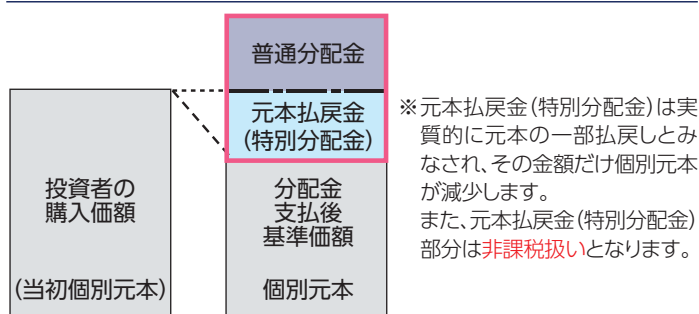 普通分配金
元本払戻金
(特別分配金)
投資者の
購入価額
(当初個別元本)
分配金
支払後
基準価額
個別元本
※元本払戻金(特別分配金)は実
質的に元本の一部払戻しとみ
なされ、その金額だけ個別元本
が減少します。
また、元本払戻金(特別分配金)
部分は非課税扱いとなります。